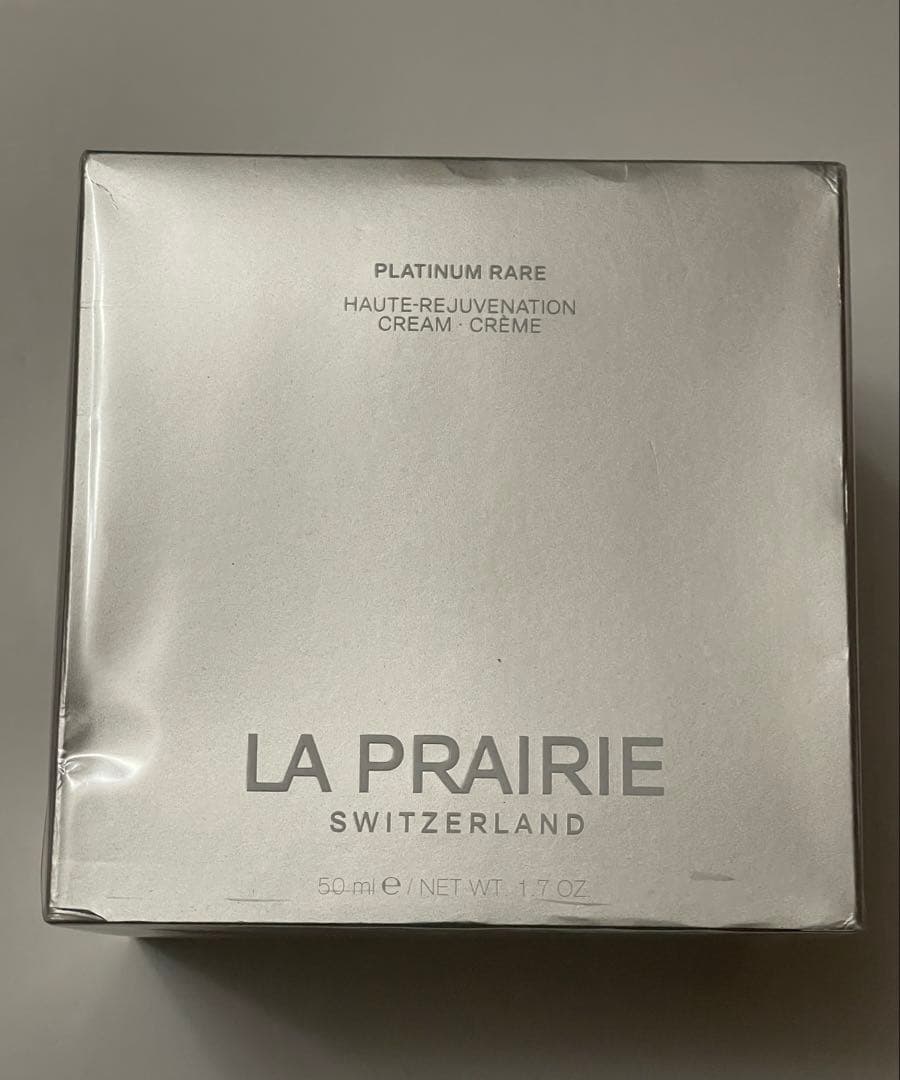 PLATINUM RARE
HAUTE-REJUVENATION
CREAM · CRÈME
LA PRAIRIE
SWITZERLAND
50 ml ℮ / NET WT. 1.7 OZ